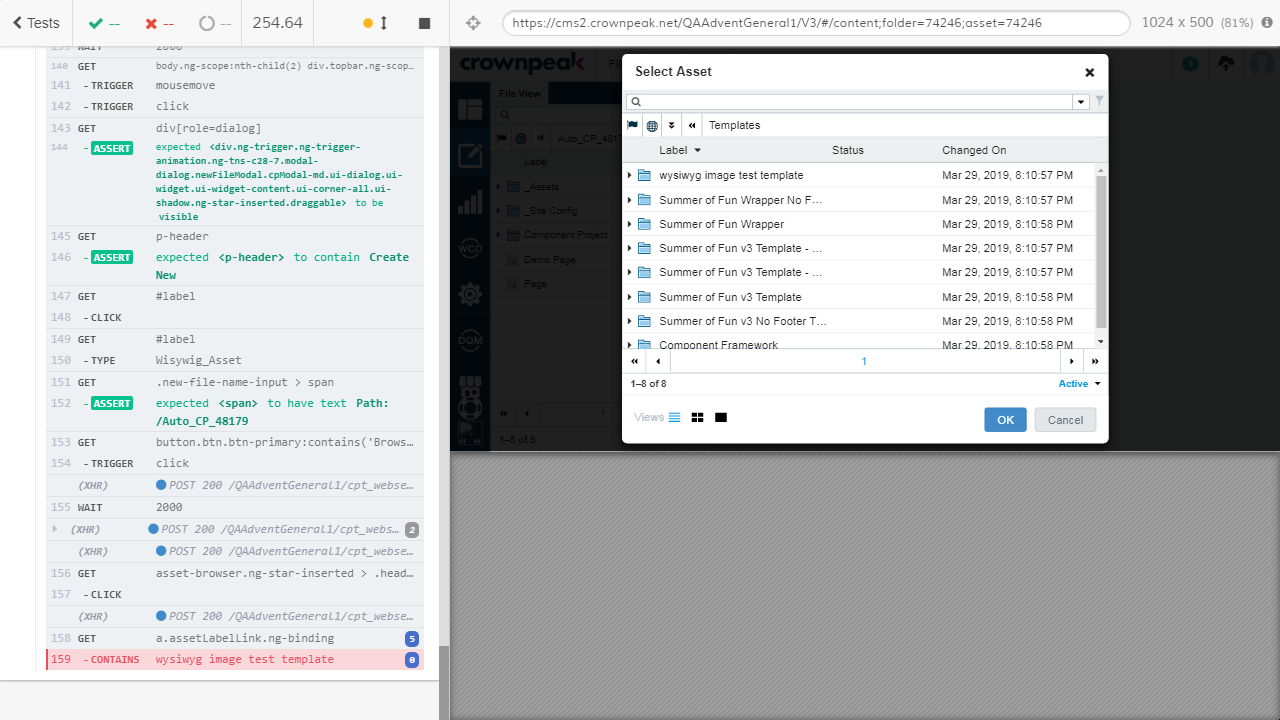 Tests
--
--
--
254.64
https://cms2.crownpeak.net/QAAdventGeneral1/V3/#/content;folder=74246;asset=74246
1024 x 500 (81%)
WAIT 2000
140 GET body.ng-scope:nth-child(2) div.topbar.ng-scop…
141 -TRIGGER mousemove
142 -TRIGGER click
143 GET div[role=dialog]
144 -ASSERT expected <div.ng-trigger.ng-trigger-
animation.ng-tns-c28-7.modal-
dialog.newFileModal.cpModal-md.ui-dialog.ui-
widget.ui-widget-content.ui-corner-all.ui-
shadow.ng-star-inserted.draggable> to be
visible
145 GET p-header
146 -ASSERT expected <p-header> to contain Create
New
147 GET #label
148 -CLICK
149 GET #label
150 -TYPE Wisywig_Asset
151 GET .new-file-name-input > span
152 -ASSERT expected <span> to have text Path:
/Auto_CP_48179
153 GET button.btn.btn-primary:contains('Brows…
154 -TRIGGER click
(XHR) POST 200 /QAAdventGeneral1/cpt_webse…
155 WAIT 2000
(XHR) POST 200 /QAAdventGeneral1/cpt_webs… 2
(XHR) POST 200 /QAAdventGeneral1/cpt_webse…
156 GET asset-browser.ng-star-inserted > .head…
157 -CLICK
(XHR) POST 200 /QAAdventGeneral1/cpt_webse…
158 GET a.assetLabelLink.ng-binding 5
159 -CONTAINS wysiwyg image test template 0
crownpeak
Fi
1
File View
Auto_CP_4817
Label
_Assets
_Site Config
Component Project
Demo Page
Page
WCO
DQM
1
1–5 of 5
Select Asset
Templates
Label Status Changed On
wysiwyg image test template Mar 29, 2019, 8:10:57 PM
Summer of Fun Wrapper No F... Mar 29, 2019, 8:10:57 PM
Summer of Fun Wrapper Mar 29, 2019, 8:10:58 PM
Summer of Fun v3 Template - ... Mar 29, 2019, 8:10:57 PM
Summer of Fun v3 Template - ... Mar 29, 2019, 8:10:57 PM
Summer of Fun v3 Template Mar 29, 2019, 8:10:58 PM
Summer of Fun v3 No Footer T... Mar 29, 2019, 8:10:58 PM
Component Framework Mar 29, 2019, 8:10:58 PM
1
1–8 of 8 Active
Views OK Cancel